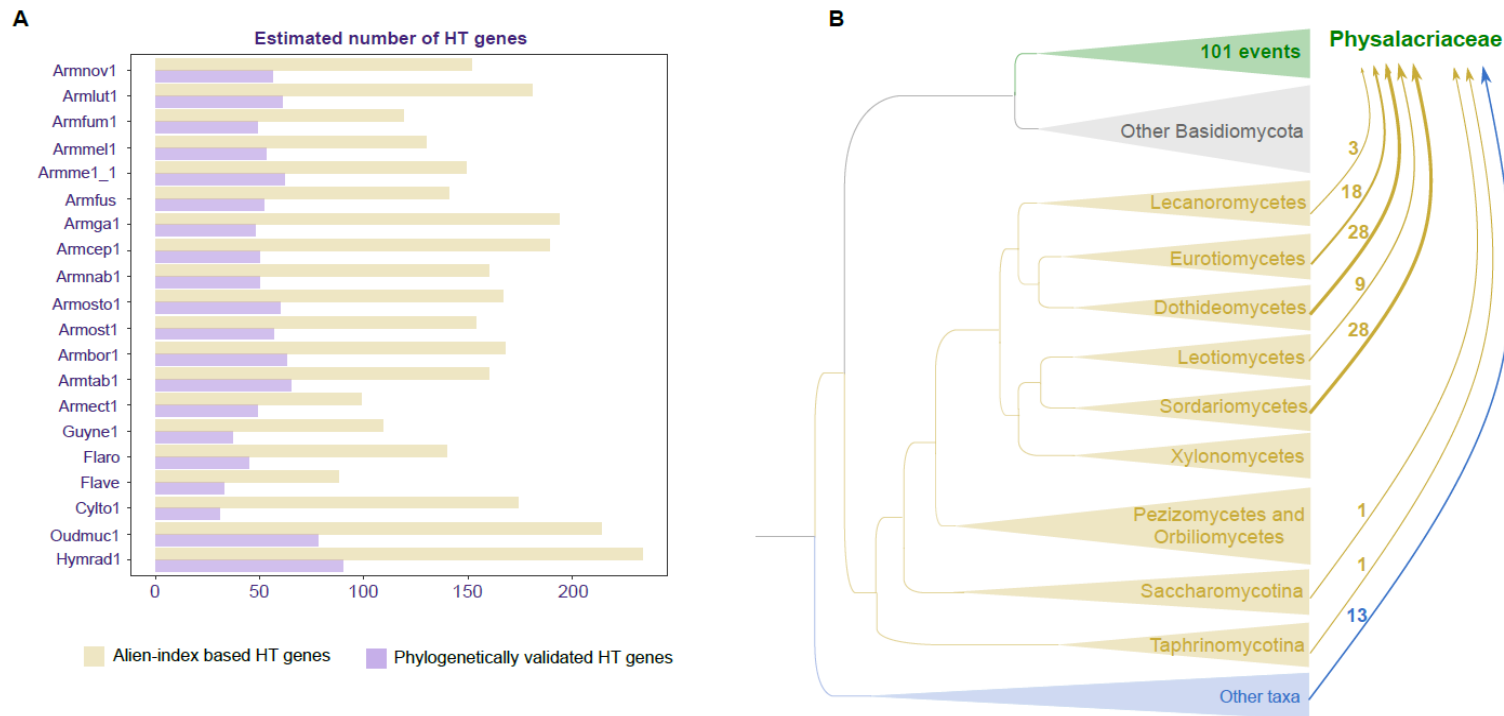 A
Estimated number of HT genes
Armnov1
Armlut1
Armfum1
Armmel1
Armme1_1
Armfus
Armga1
Armcep1
Armnab1
Armosto1
Armost1
Armbor1
Armtab1
Armect1
Guyne1
Flaro
Flave
Cylto1
Oudmuc1
Hymrad1
0 50 100 150 200
Alien-index based HT genes Phylogenetically validated HT genes
B
101 events Physalacriaceae
Other Basidiomycota
3
Lecanoromycetes 18
28
Eurotiomycetes
9
Dothideomycetes
28
Leotiomycetes
Sordariomycetes
Xylonomycetes
1
Pezizomycetes and
Orbiliomycetes
1
Saccharomycotina
13
Taphrinomycotina
Other taxa